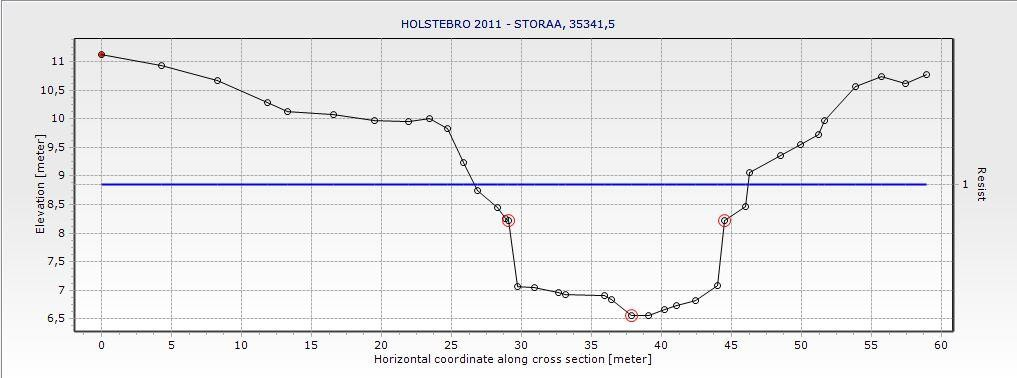 HOLSTEBRO 2011 - STORAA, 35341,5
11
10,5
10
9,5
9
8,5
8
7,5
7
6,5
Elevation [meter]
1
Resist
0 5 10 15 20 25 30 35 40 45 50 55 60
Horizontal coordinate along cross section [meter]